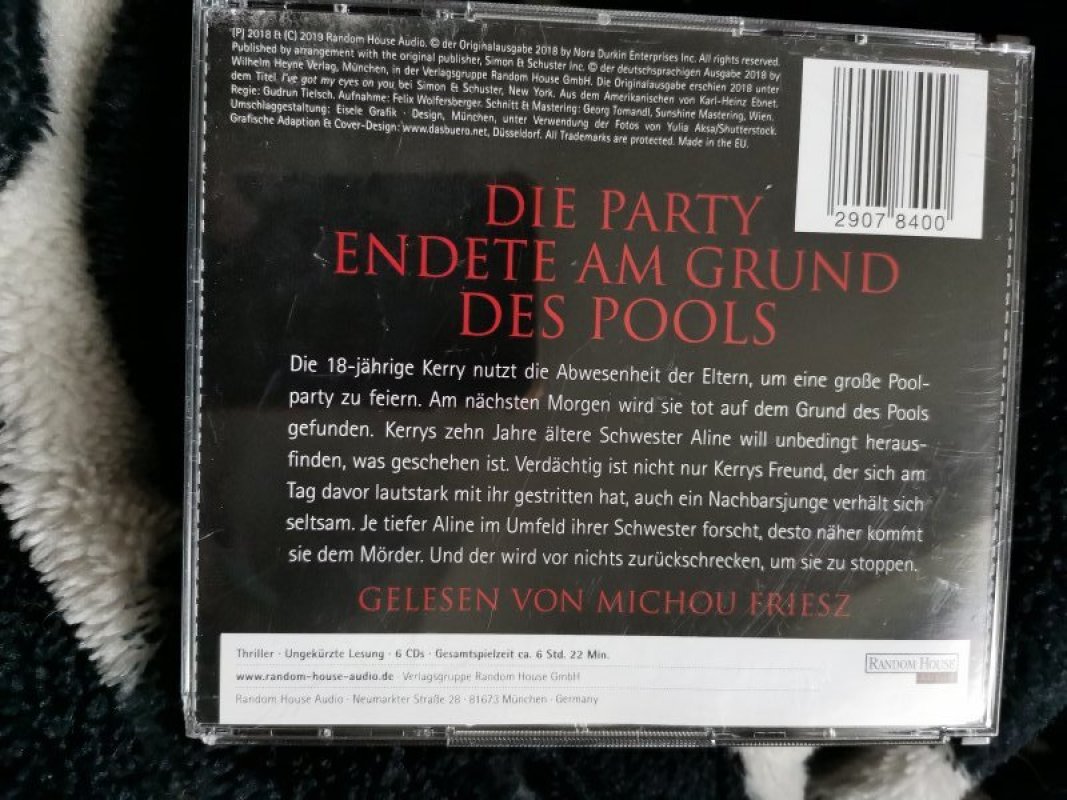 [P] 2018 & (C) 2019 Random House Audio. © der Originalausgabe 2018 by Nora Durkin Enterprises Inc. All rights reserved.
Published by arrangement with the original publisher, Simon & Schuster Inc. © der deutschsprachigen Ausgabe 2018 by
Wilhelm Heyne Verlag, München, in der Verlagsgruppe Random House GmbH. Die Originalausgabe erschien 2018 unter
dem Titel I've got my eyes on you bei Simon & Schuster, New York. Aus dem Amerikanischen von Karl-Heinz Ebnet.
Regie: Gudrun Tielsch. Aufnahme: Felix Wolfersberger. Schnitt & Mastering: Georg Tomandl, Sunshine Mastering, Wien.
Umschlaggestaltung: Eisele Grafik · Design, München, unter Verwendung der Fotos von Yulia Aksa/Shutterstock.
Grafische Adaption & Cover-Design: www.dasbuero.net, Düsseldorf. All Trademarks are protected. Made in the EU.
2907 8400
DIE PARTY
ENDETE AM GRUND
DES POOLS
Die 18-jährige Kerry nutzt die Abwesenheit der Eltern, um eine große Pool-
party zu feiern. Am nächsten Morgen wird sie tot auf dem Grund des Pools
gefunden. Kerrys zehn Jahre ältere Schwester Aline will unbedingt heraus-
finden, was geschehen ist. Verdächtig ist nicht nur Kerrys Freund, der sich am
Tag davor lautstark mit ihr gestritten hat, auch ein Nachbarsjunge verhält sich
seltsam. Je tiefer Aline im Umfeld ihrer Schwester forscht, desto näher kommt
sie dem Mörder. Und der wird vor nichts zurückschrecken, um sie zu stoppen.
GELESEN VON MICHOU FRIESZ
Thriller · Ungekürzte Lesung · 6 CDs · Gesamtspielzeit ca. 6 Std. 22 Min.
www.random-house-audio.de · Verlagsgruppe Random House GmbH
Random House Audio · Neumarkter Straße 28 · 81673 München · Germany
RANDOM HOUSE
AUDIO